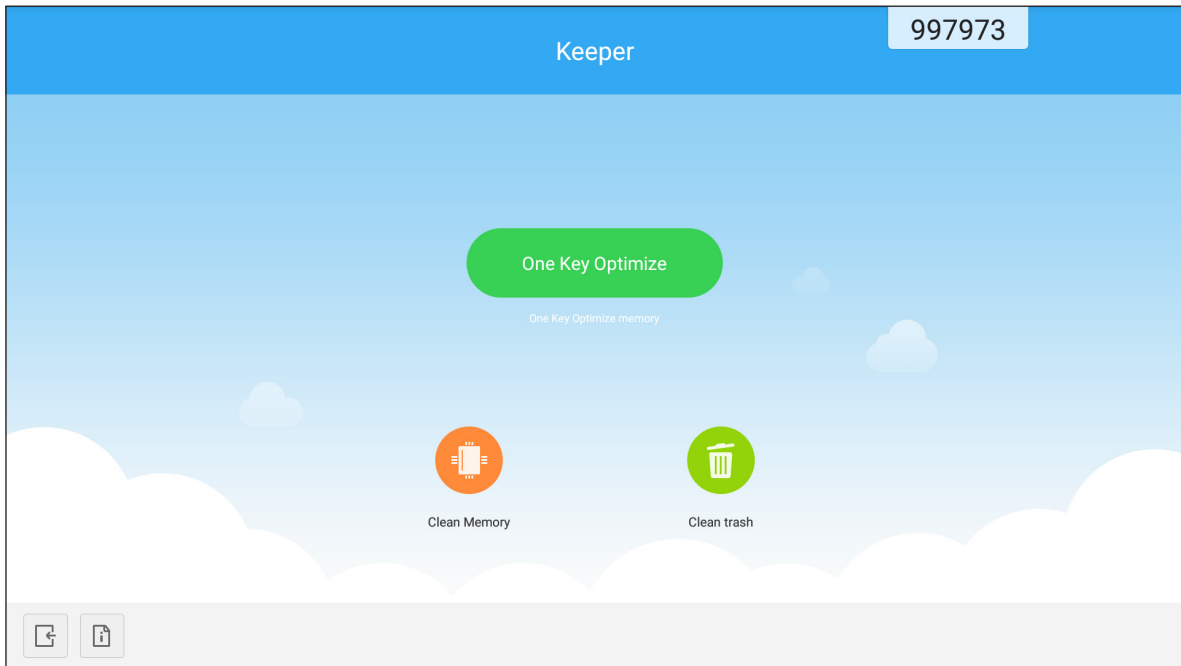 997973
Keeper
One Key Optimize
One Key Optimize memory
Clean Memory
Clean trash